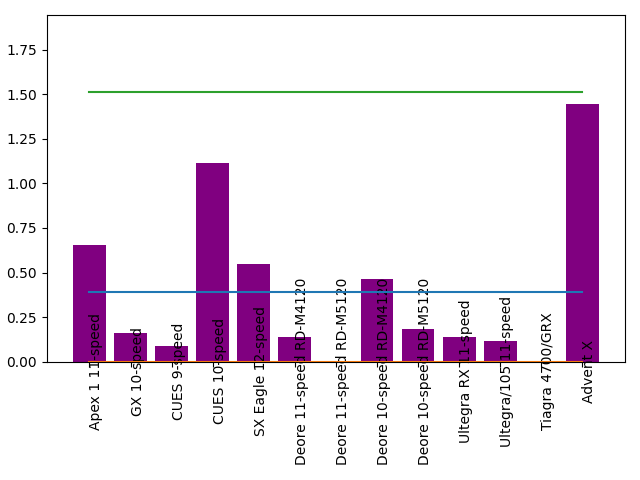 1.75
1.50
1.25
1.00
0.75
0.50
0.25
0.00
Apex 1 11-speed
GX 10-speed
CUES 9-speed
CUES 10-speed
SX Eagle 12-speed
Deore 11-speed RD-M4120
Deore 11-speed RD-M5120
Deore 10-speed RD-M4120
Deore 10-speed RD-M5120
Ultegra RX 11-speed
Ultegra/105 11-speed
Tiagra 4700/GRX
Advent X